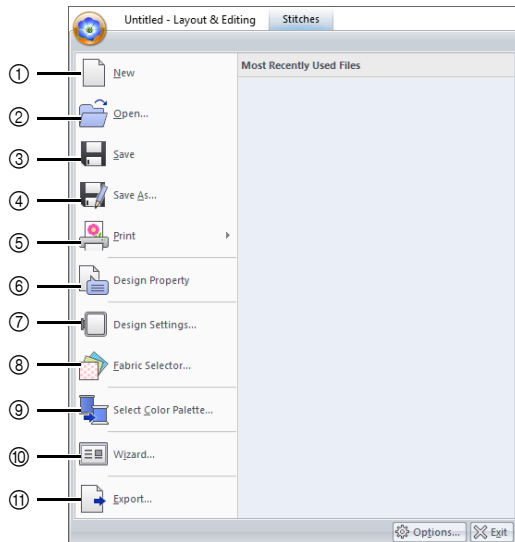 Untitled - Layout & Editing Stitches
Most Recently Used Files
① New
② Open...
③ Save
④ Save As...
⑤ Print
⑥ Design Property
⑦ Design Settings...
⑧ Fabric Selector...
⑨ Select Color Palette...
⑩ Wizard...
⑪ Export...
Options... Exit